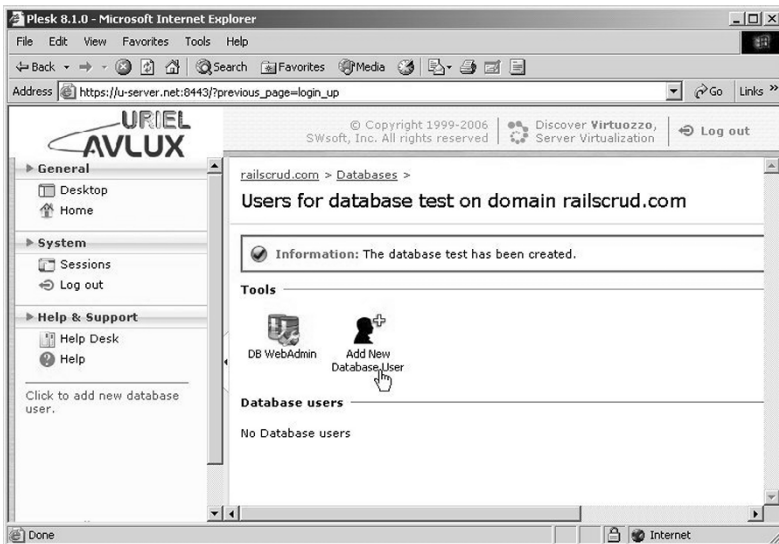 Plesk 8.1.0 - Microsoft Internet Explorer
File Edit View Favorites Tools Help
Back Search Favorites Media
Address https://u-server.net:8443/?previous_page=login_up Go Links »
URIEL
AVLUX
© Copyright 1999-2006
SWsoft, Inc. All rights reserved
Discover Virtuozzo,
Server Virtualization
Log out
General
Desktop
Home
System
Sessions
Log out
Help & Support
Help Desk
Help
Click to add new database
user.
railscrud.com > Databases >
Users for database test on domain railscrud.com
Information: The database test has been created.
Tools
DB WebAdmin
Add New
Database User
Database users
No Database users
Done Internet